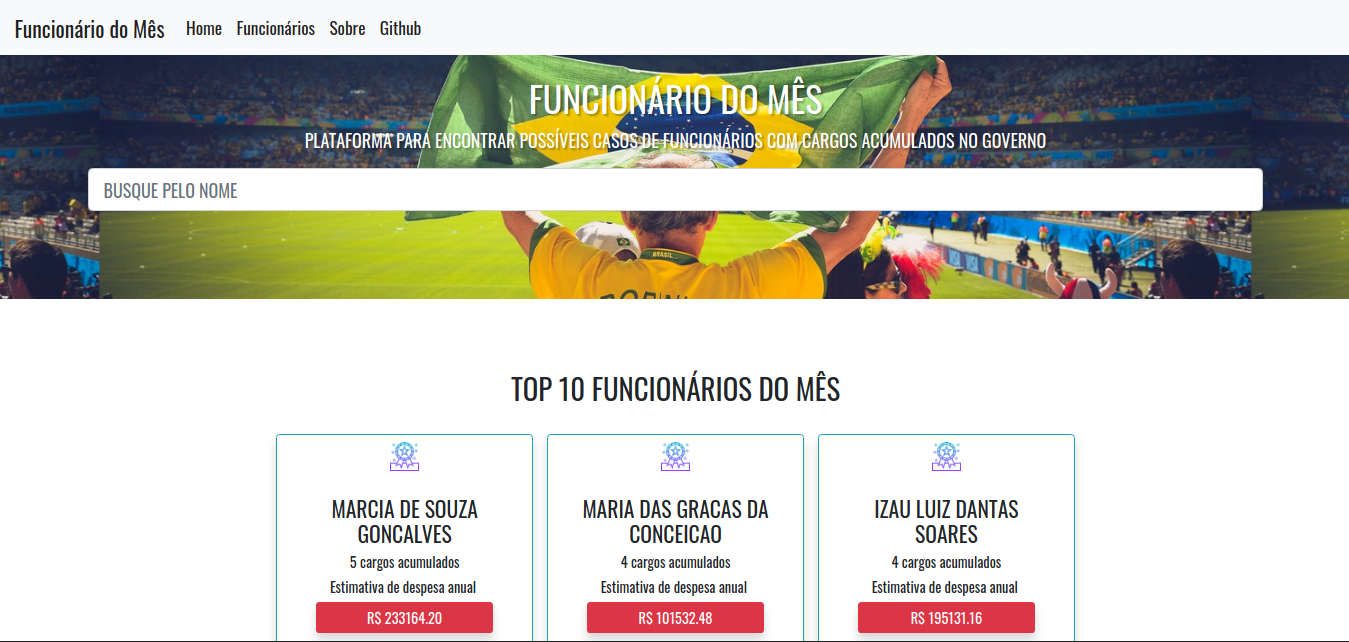 Funcionário do Mês Home Funcionários Sobre Github
FUNCIONÁRIO DO MÊS
PLATAFORMA PARA ENCONTRAR POSSÍVEIS CASOS DE FUNCIONÁRIOS COM CARGOS ACUMULADOS NO GOVERNO
BUSQUE PELO NOME
BRASIL
TOP 10 FUNCIONÁRIOS DO MÊS
MARCIA DE SOUZA
GONCALVES
5 cargos acumulados
Estimativa de despesa anual
R$ 233164.20
MARIA DAS GRACAS DA
CONCEICAO
4 cargos acumulados
Estimativa de despesa anual
R$ 101532.48
IZAU LUIZ DANTAS
SOARES
4 cargos acumulados
Estimativa de despesa anual
R$ 195131.16